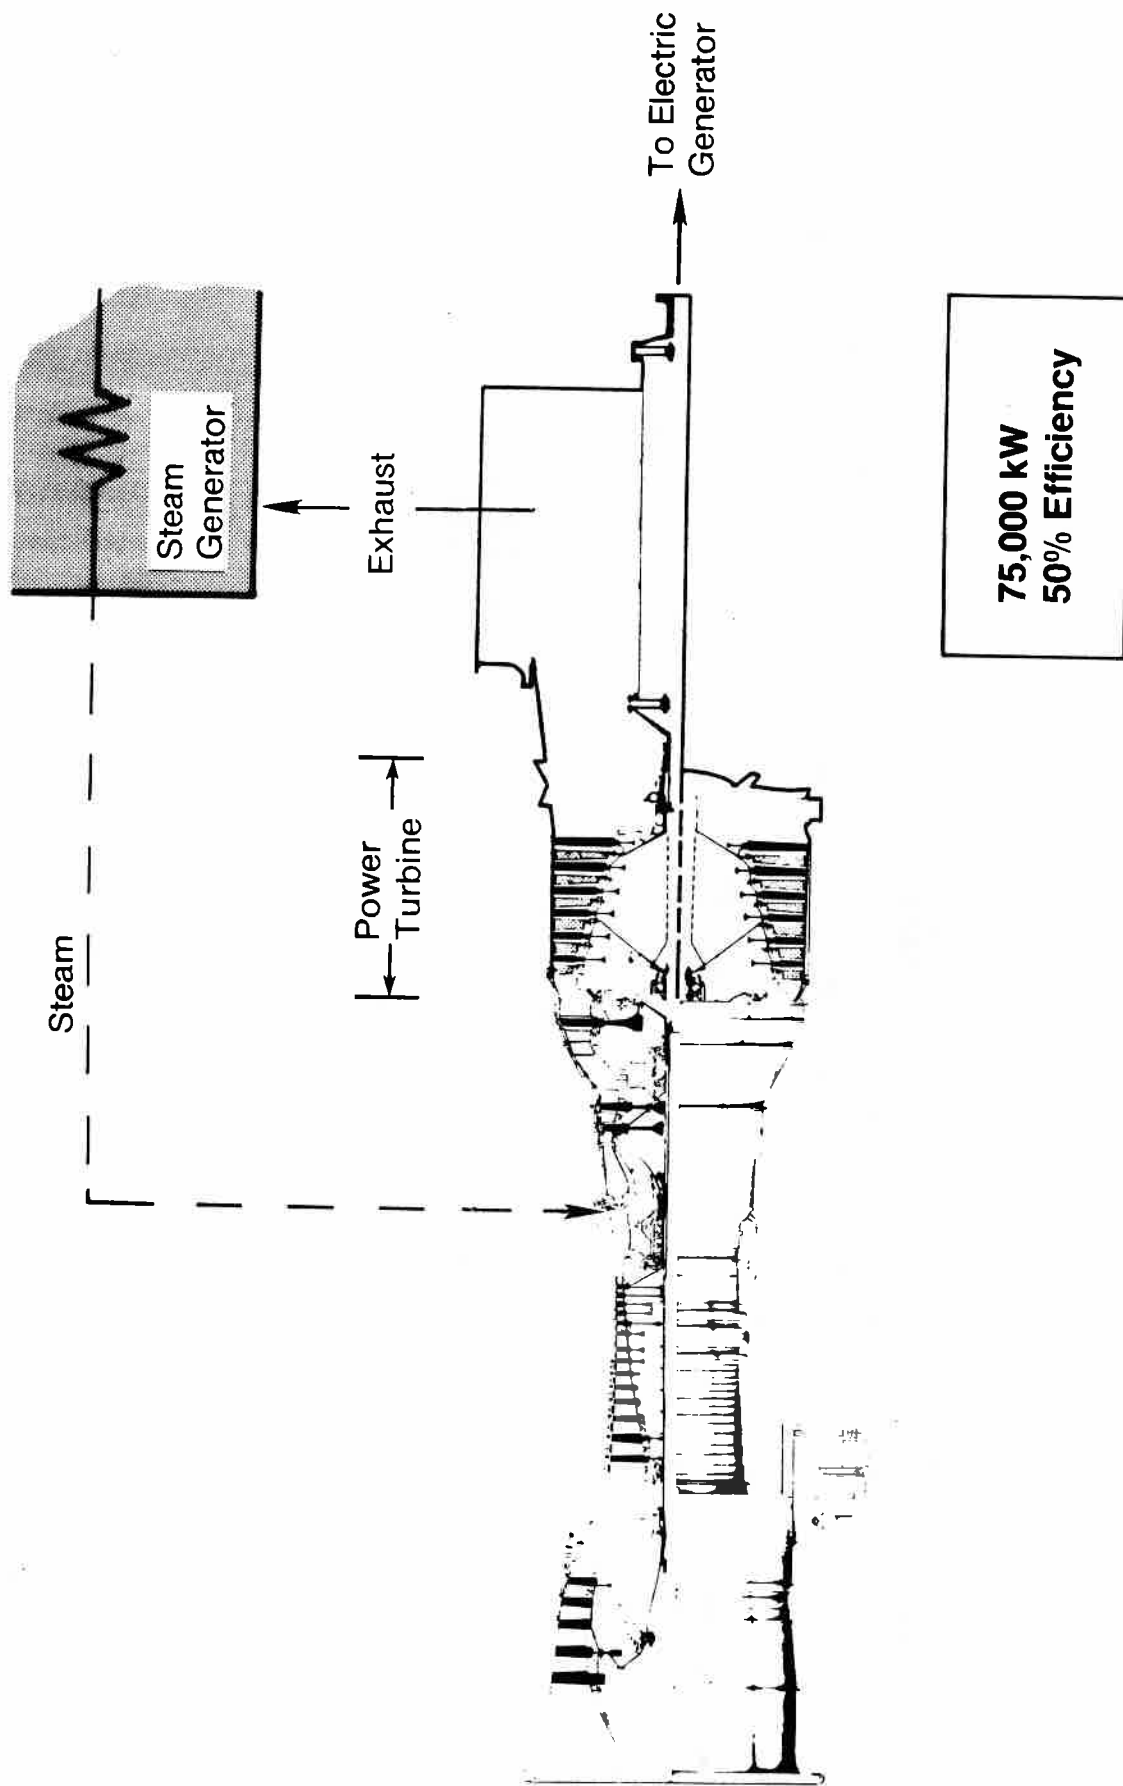 Steam
Steam
Generator
Power
Turbine
Exhaust
To Electric
Generator
75,000 kW
50% Efficiency